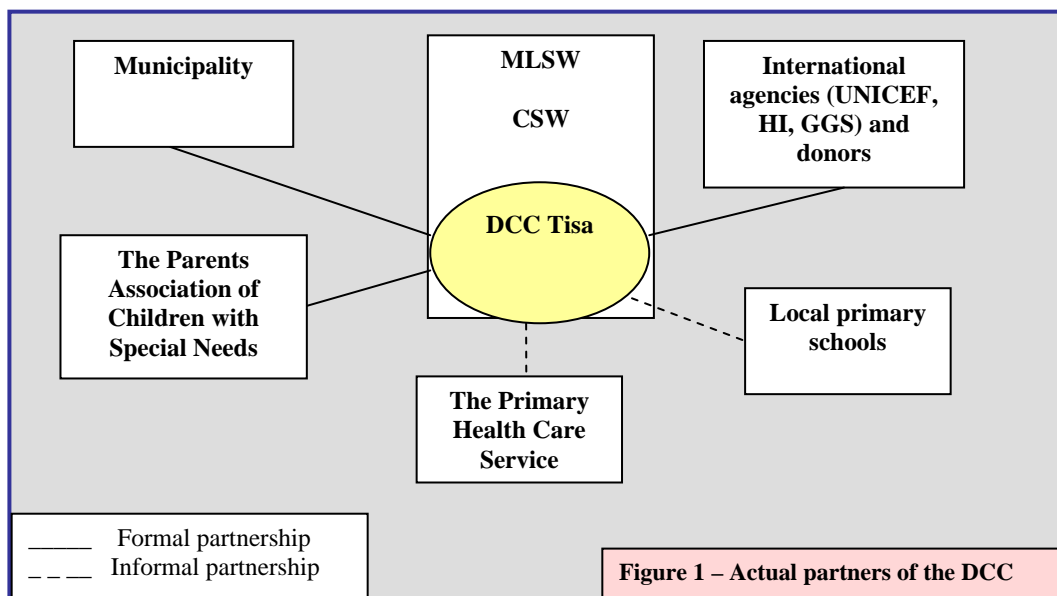 Municipality
MLSW
CSW
International
agencies (UNICEF,
HI, GGS) and
donors
DCC Tisa
The Parents
Association of
Children with
Special Needs
Local primary
schools
The Primary
Health Care
Service
_____ Formal partnership
_ _ __ Informal partnership
Figure 1 – Actual partners of the DCC